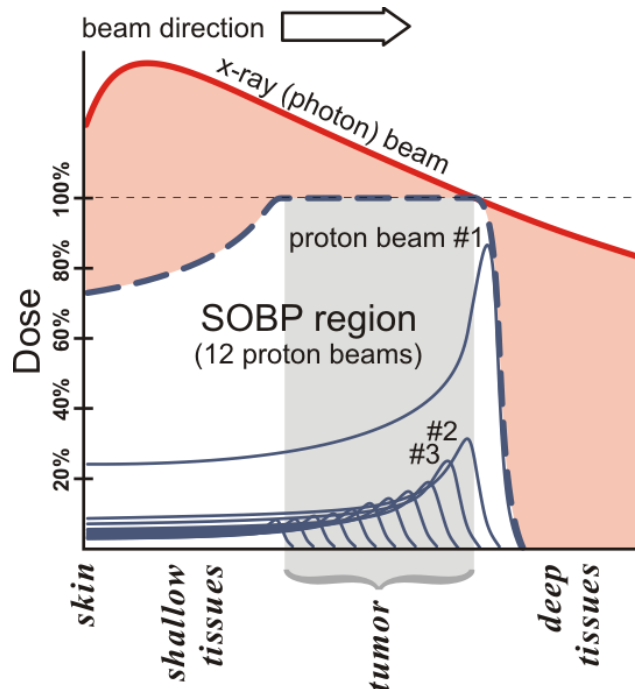 beam direction
x-ray (photon) beam
100%
proton beam #1
80%
SOBP region
(12 proton beams)
60%
Dose
40%
#2
#3
20%
skin
shallow
tissues
tumor
deep
tissues